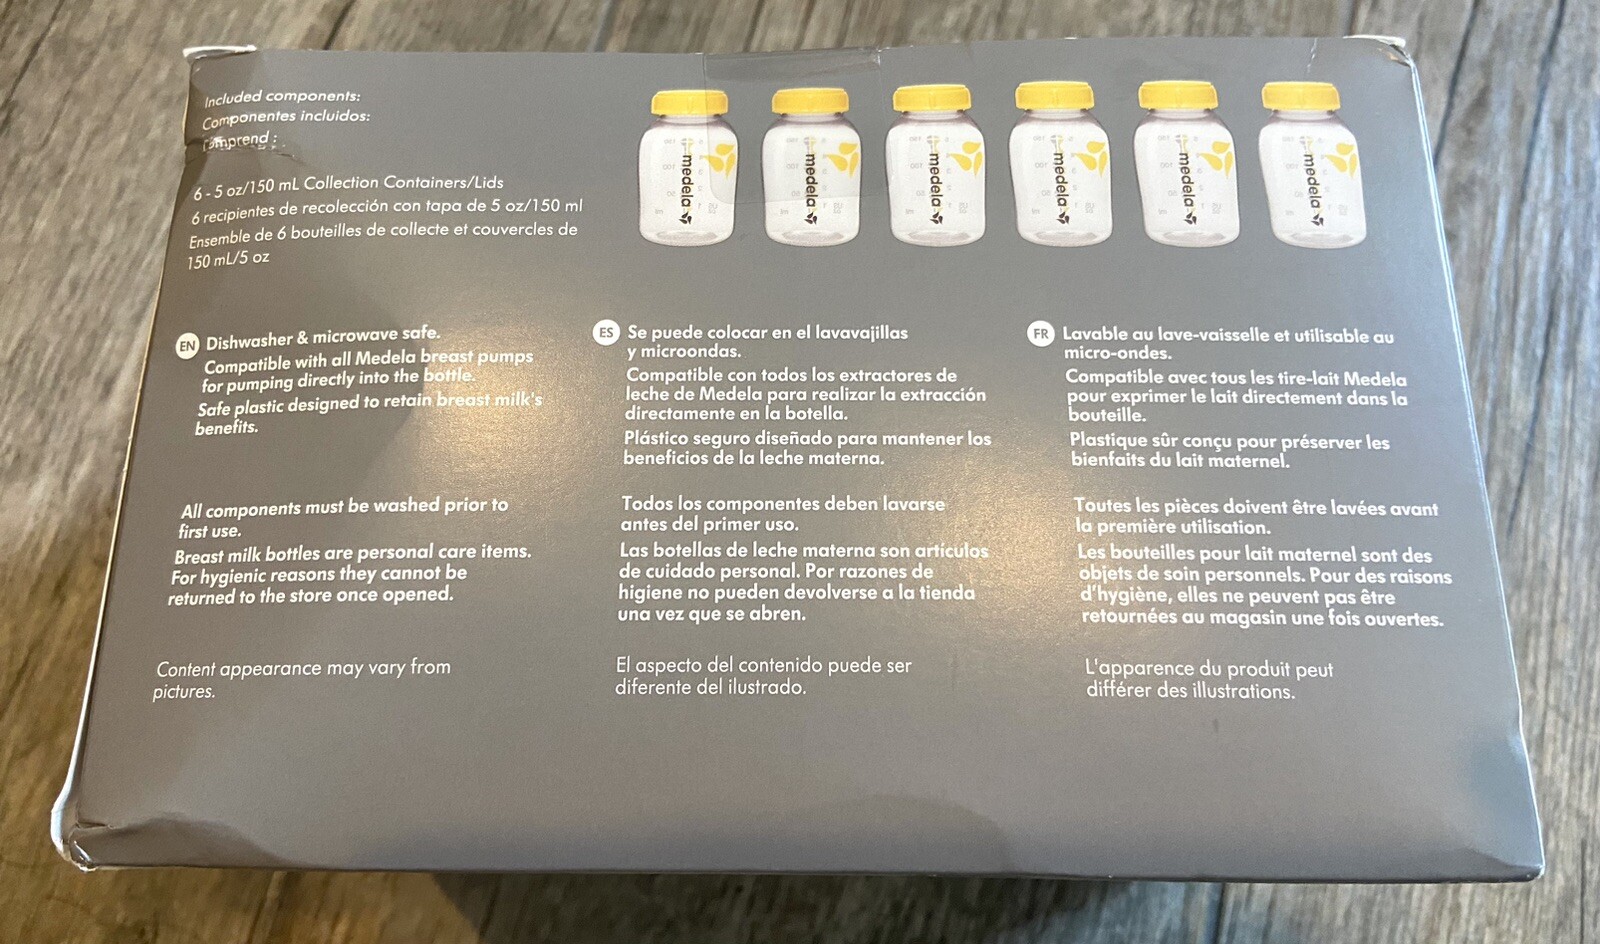 Included components:
Componentes incluidos:
Comprend :
6 - 5 oz/150 mL Collection Containers/Lids
6 recipientes de recolección con tapa de 5 oz/150 ml
Ensemble de 6 bouteilles de collecte et couvercles de
150 mL/5 oz
medela
medela
medela
medela
medela
medela
EN Dishwasher & microwave safe.
Compatible with all Medela breast pumps
for pumping directly into the bottle.
Safe plastic designed to retain breast milk's
benefits.
All components must be washed prior to
first use.
Breast milk bottles are personal care items.
For hygienic reasons they cannot be
returned to the store once opened.
Content appearance may vary from
pictures.
ES Se puede colocar en el lavavajillas
y microondas.
Compatible con todos los extractores de
leche de Medela para realizar la extracción
directamente en la botella.
Plástico seguro diseñado para mantener los
beneficios de la leche materna.
Todos los componentes deben lavarse
antes del primer uso.
Las botellas de leche materna son artículos
de cuidado personal. Por razones de
higiene no pueden devolverse a la tienda
una vez que se abren.
El aspecto del contenido puede ser
diferente del ilustrado.
FR Lavable au lave-vaisselle et utilisable au
micro-ondes.
Compatible avec tous les tire-lait Medela
pour exprimer le lait directement dans la
bouteille.
Plastique sûr conçu pour préserver les
bienfaits du lait maternel.
Toutes les pièces doivent être lavées avant
la première utilisation.
Les bouteilles pour lait maternel sont des
objets de soin personnels. Pour des raisons
d'hygiène, elles ne peuvent pas être
retournées au magasin une fois ouvertes.
L'apparence du produit peut
différer des illustrations.